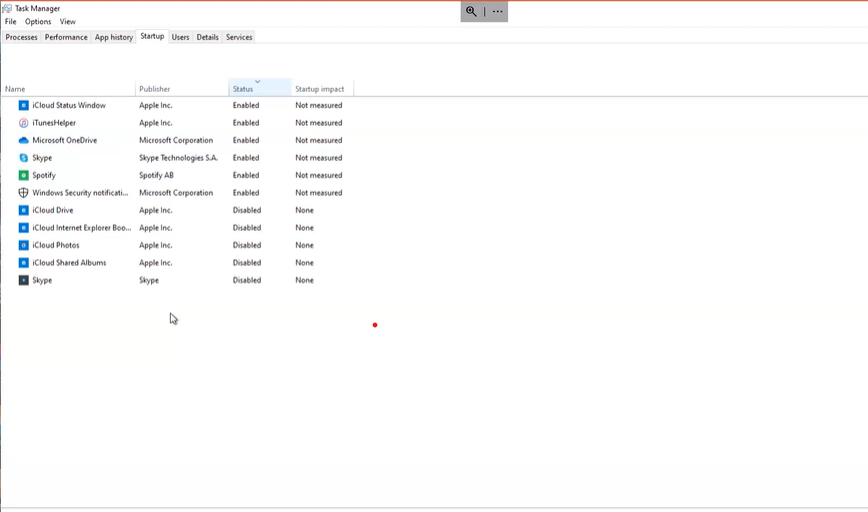 Task Manager
File Options View
Processes Performance App history Startup Users Details Services
Name Publisher Status Startup impact
iCloud Status Window Apple Inc. Enabled Not measured
iTunesHelper Apple Inc. Enabled Not measured
Microsoft OneDrive Microsoft Corporation Enabled Not measured
Skype Skype Technologies S.A. Enabled Not measured
Spotify Spotify AB Enabled Not measured
Windows Security notificati... Microsoft Corporation Enabled Not measured
iCloud Drive Apple Inc. Disabled None
iCloud Internet Explorer Boo... Apple Inc. Disabled None
iCloud Photos Apple Inc. Disabled None
iCloud Shared Albums Apple Inc. Disabled None
Skype Skype Disabled None